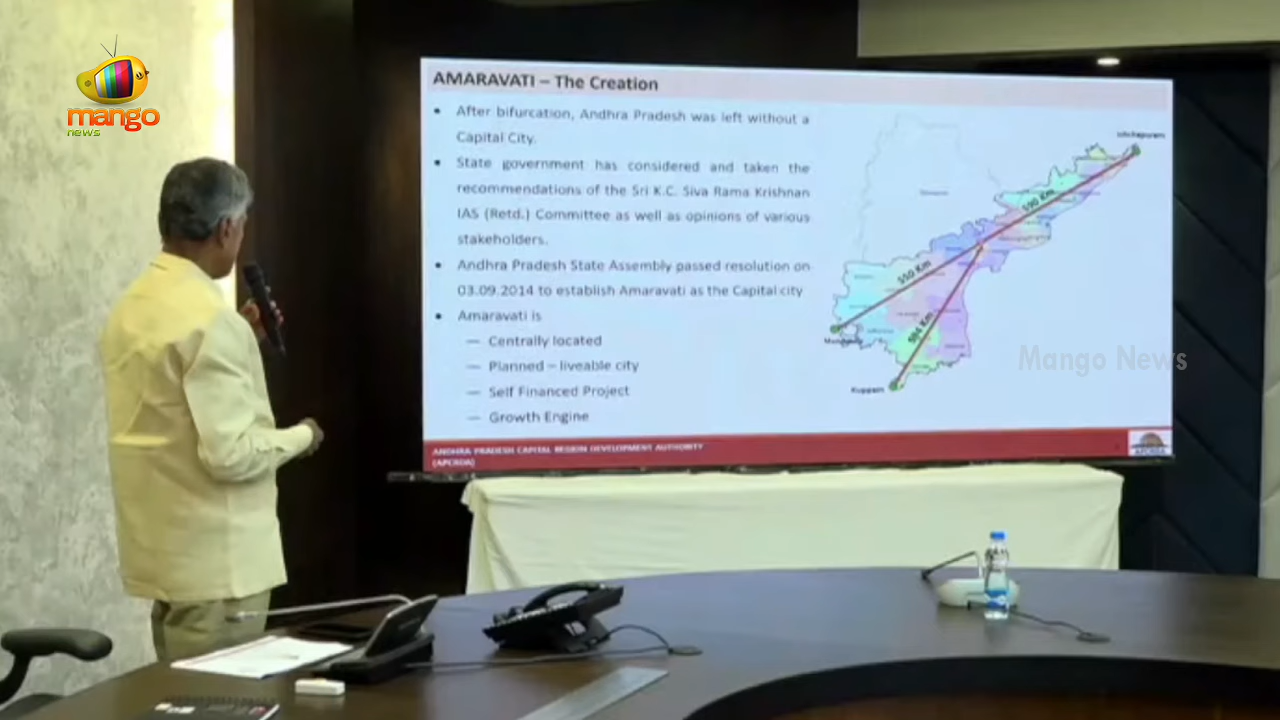 mango
news
AMARAVATI – The Creation
• After bifurcation, Andhra Pradesh was left without a
Capital City.
• State government has considered and taken the
recommendations of the Sri K.C. Siva Rama Krishnan
IAS (Retd.) Committee as well as opinions of various
stakeholders.
• Andhra Pradesh State Assembly passed resolution on
03.09.2014 to establish Amaravati as the Capital city
• Amaravati is
— Centrally located
— Planned – liveable city
— Self Financed Project
— Growth Engine
590 Km
550 Km
Kuppam
Mango News
ANDHRA PRADESH CAPITAL REGION DEVELOPMENT AUTHORITY
(APCRDA)
APCRDA